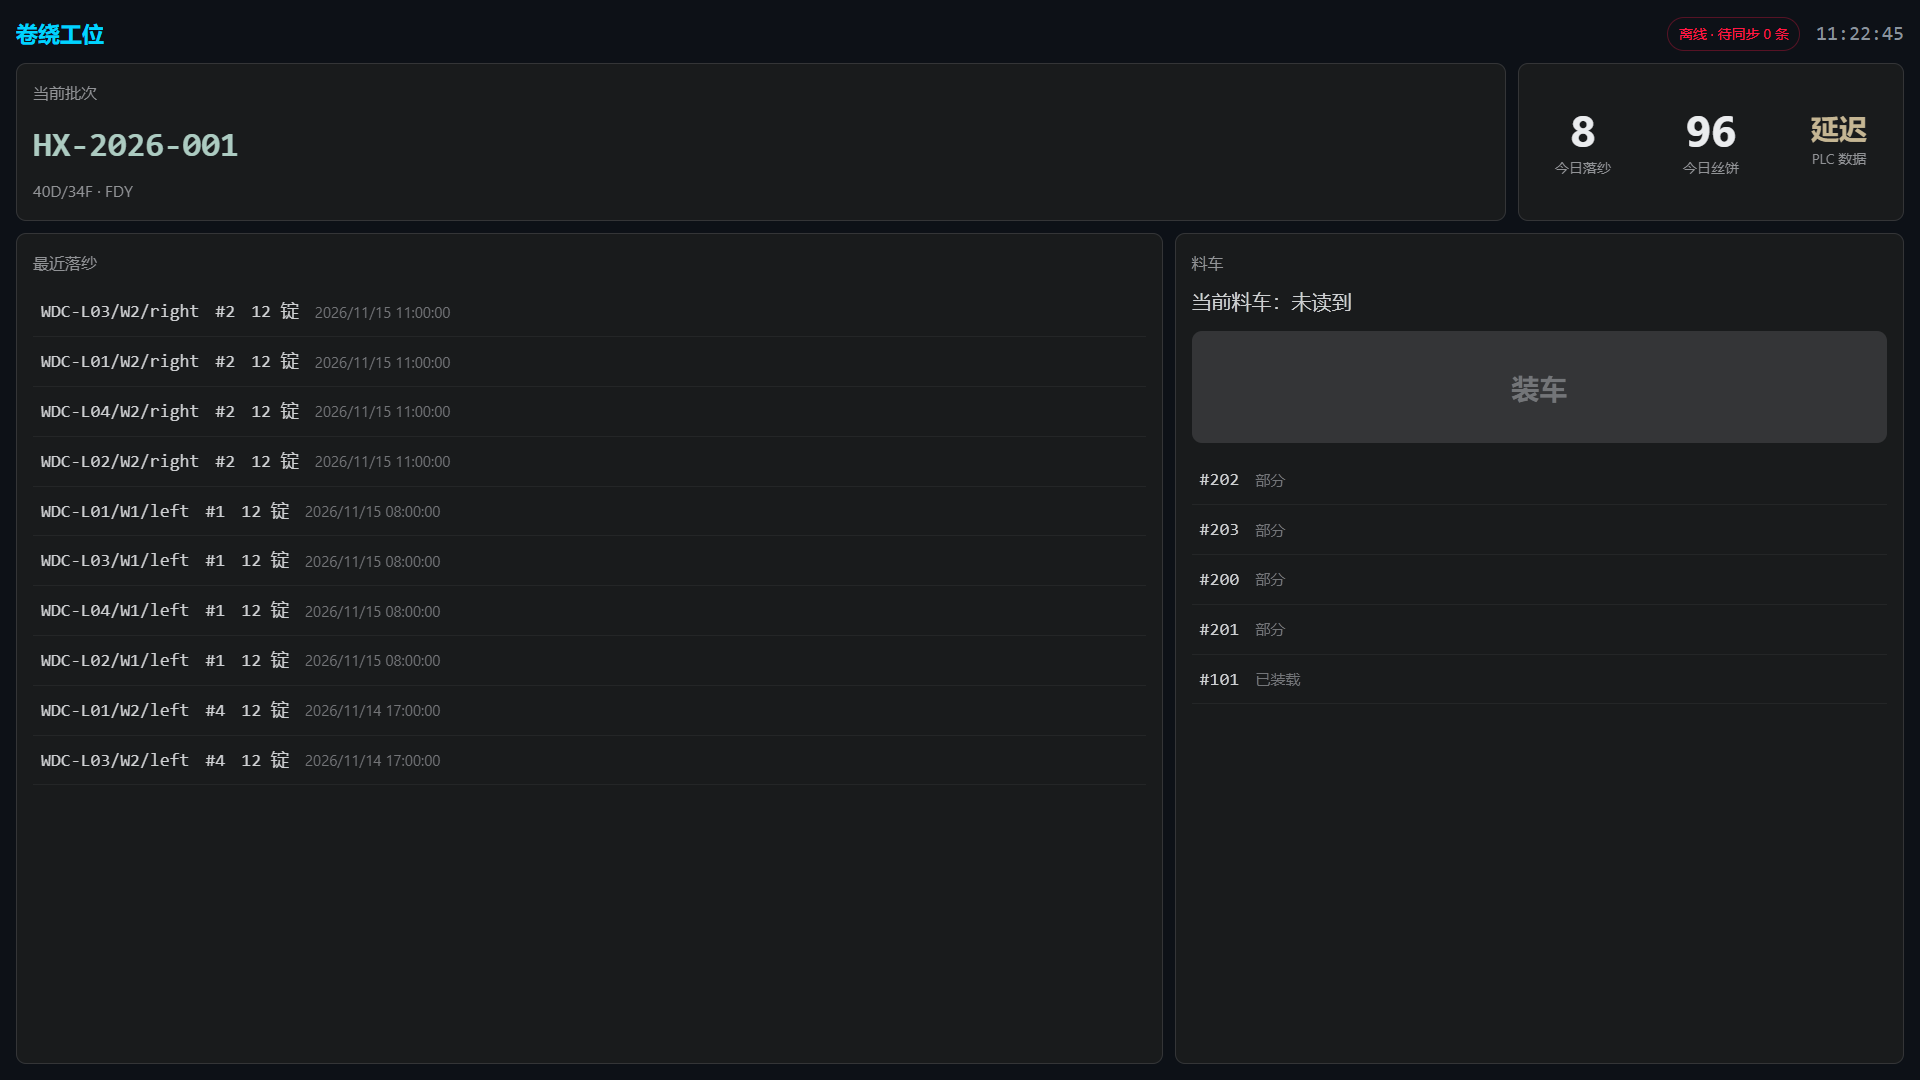 卷绕工位
离线 · 待同步 0 条 11:22:45
当前批次
HX-2026-001
40D/34F · FDY
8 96 延迟
今日落纱 今日丝饼 PLC 数据
最近落纱
WDC-L03/W2/right #2 12 锭 2026/11/15 11:00:00
WDC-L01/W2/right #2 12 锭 2026/11/15 11:00:00
WDC-L04/W2/right #2 12 锭 2026/11/15 11:00:00
WDC-L02/W2/right #2 12 锭 2026/11/15 11:00:00
WDC-L01/W1/left #1 12 锭 2026/11/15 08:00:00
WDC-L03/W1/left #1 12 锭 2026/11/15 08:00:00
WDC-L04/W1/left #1 12 锭 2026/11/15 08:00:00
WDC-L02/W1/left #1 12 锭 2026/11/15 08:00:00
WDC-L01/W2/left #4 12 锭 2026/11/14 17:00:00
WDC-L03/W2/left #4 12 锭 2026/11/14 17:00:00
料车
当前料车：未读到
装车
#202 部分
#203 部分
#200 部分
#201 部分
#101 已装载